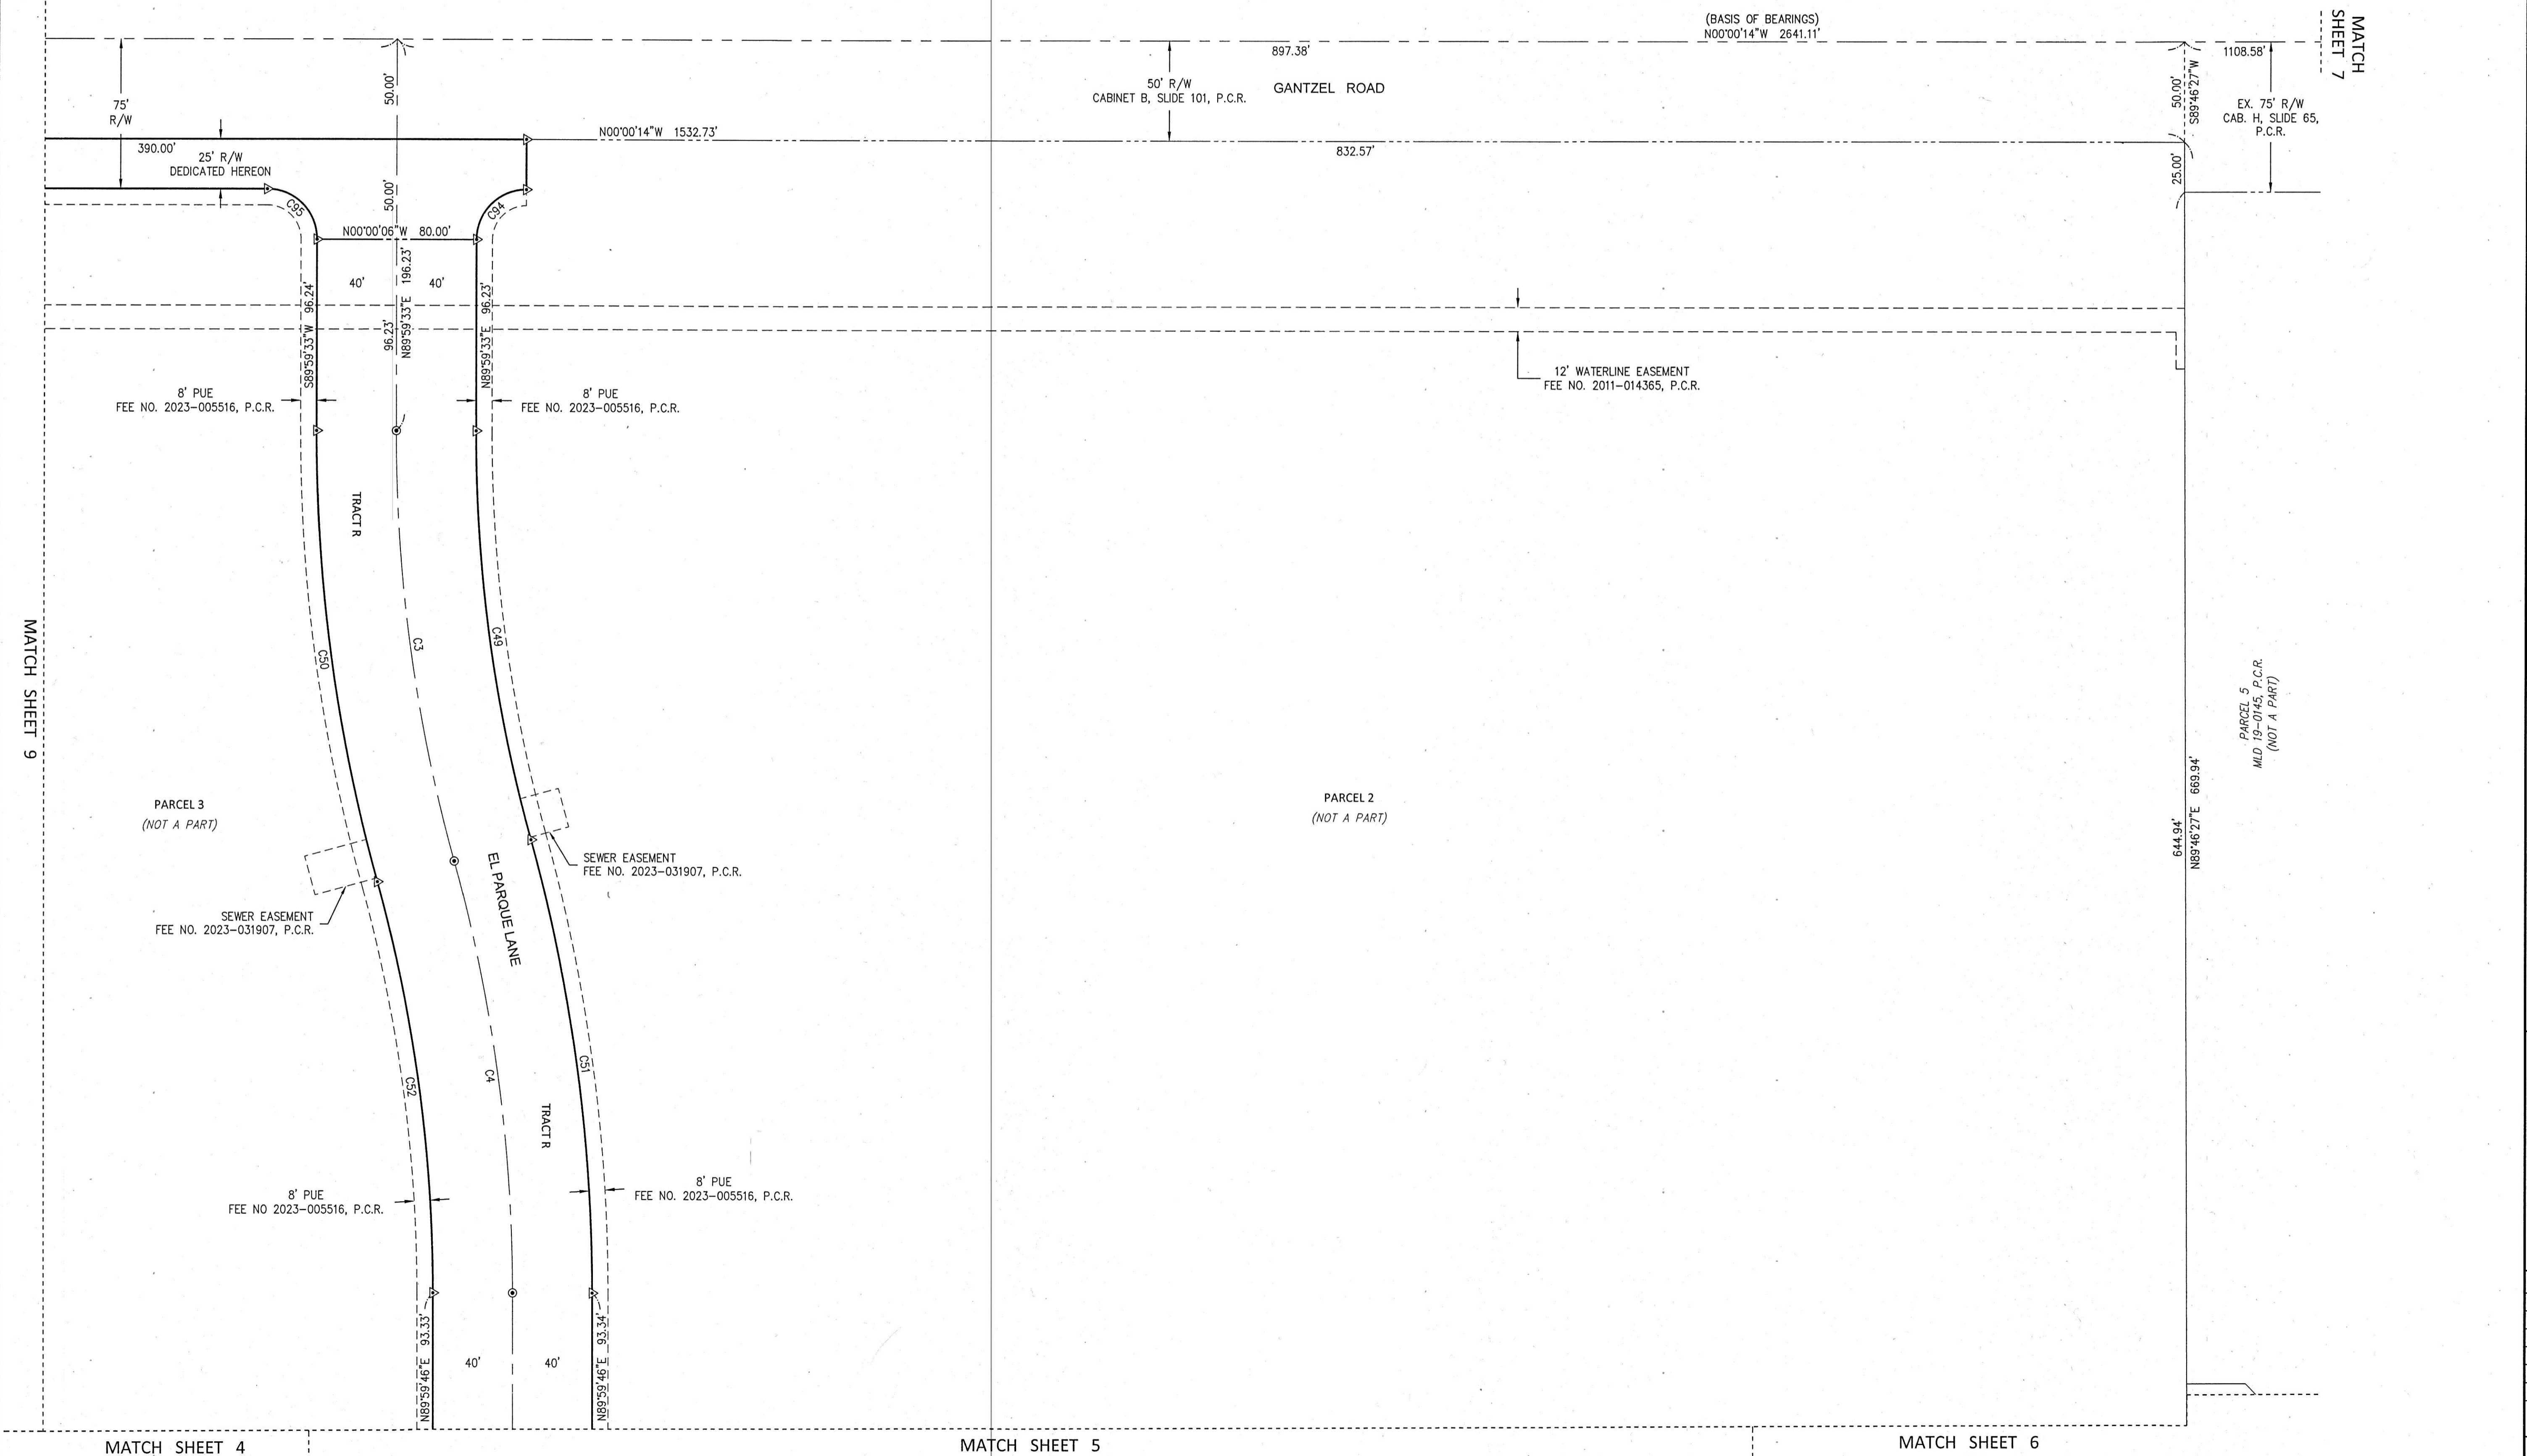 (BASIS OF BEARINGS)
N00°00'14"W 2641.11'
MATCH
SHEET 7
897.38'
1108.58'
50.00'
S89°46'27"W
75'
R/W
50.00'
50' R/W
CABINET B, SLIDE 101, P.C.R.
GANTZEL ROAD
EX. 75' R/W
CAB. H, SLIDE 65,
P.C.R.
N00°00'14"W 1532.73'
390.00'
832.57'
25' R/W
DEDICATED HEREON
25.00'
50.00'
C95
C94
N00°00'06"W 80.00'
40'
40'
S89°59'33"W 96.24'
96.23'
N89°59'33"E 196.23'
N89°59'33"E 96.23'
12' WATERLINE EASEMENT
FEE NO. 2011-014365, P.C.R.
8' PUE
FEE NO. 2023-005516, P.C.R.
8' PUE
FEE NO. 2023-005516, P.C.R.
TRACT R
C50
C3
C49
MATCH SHEET 9
PARCEL 5
MLD 19-0145, P.C.R.
(NOT A PART)
PARCEL 3
(NOT A PART)
PARCEL 2
(NOT A PART)
644.94'
N89°46'27"E 669.94'
EL PARQUE LANE
SEWER EASEMENT
FEE NO. 2023-031907, P.C.R.
SEWER EASEMENT
FEE NO. 2023-031907, P.C.R.
C52
C4
C51
TRACT R
8' PUE
FEE NO 2023-005516, P.C.R.
8' PUE
FEE NO. 2023-005516, P.C.R.
N89°59'46"E 93.33'
40'
40'
N89°59'46"E 93.34'
MATCH SHEET 4
MATCH SHEET 5
MATCH SHEET 6